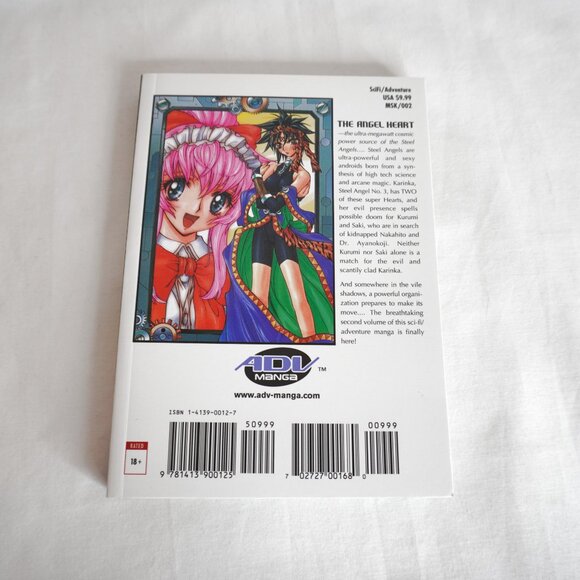 SciFi/Adventure
USA $9.99
MSK/002
THE ANGEL HEART
—the ultra-megawatt cosmic
power source of the Steel
Angels.... Steel Angels are
ultra-powerful and sexy
androids born from a syn-
thesis of high tech science
and arcane magic. Karinka,
Steel Angel No. 3, has TWO
of these super Hearts, and
her evil presence spells
possible doom for Kurumi
and Saki, who are in search
of kidnapped Nakahito and
Dr. Ayanokoji. Neither
Kurumi nor Saki alone is a
match for the evil and
scantily clad Karinka.
And somewhere in the vile
shadows, a powerful organi-
zation prepares to make its
move.... The breathtaking
second volume of this sci-fi/
adventure manga is finally
here!
ADV TM
MANGA
www.adv-manga.com
ISBN 1-4139-0012-7
50999
00999
9 781413 900125
7 02727 00168 0
RATED
18+